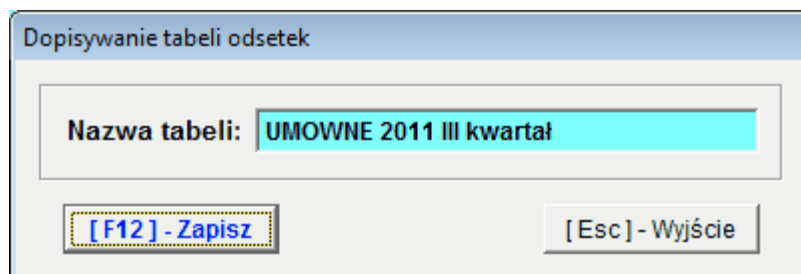 Dopisywanie tabeli odsetek
Nazwa tabeli: UMOWNE 2011 III kwartał
[ F12 ] - Zapisz [ Esc ] - Wyjście